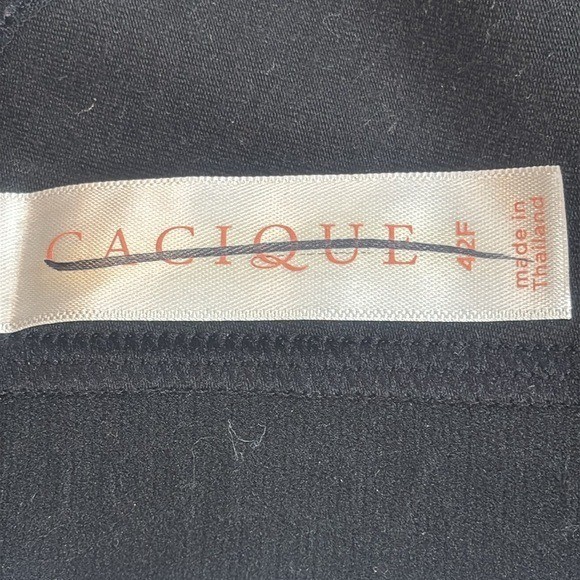 CACIQUE
42F
made in
Thailand